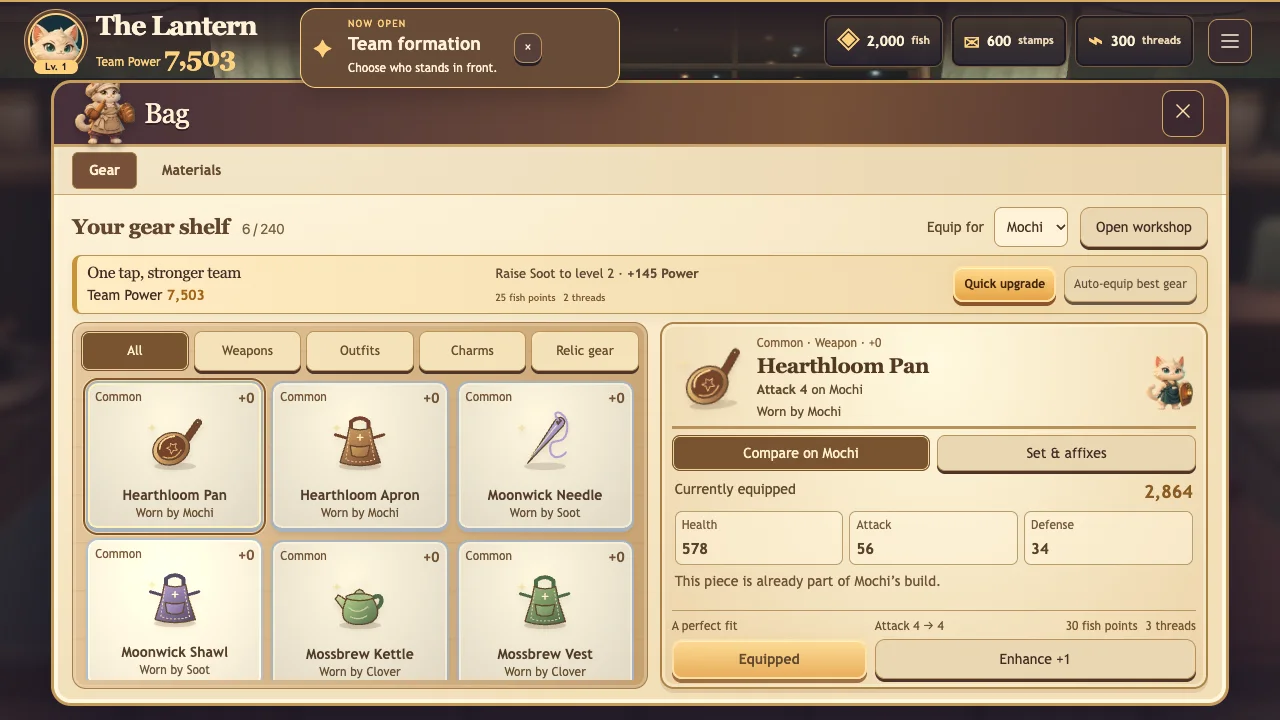 The Lantern
Team Power 7,503
Lv. 1
NOW OPEN
Team formation
Choose who stands in front.
×
2,000 fish
600 stamps
300 threads
Bag
Gear
Materials
Your gear shelf 6 / 240
Equip for
Mochi
Open workshop
One tap, stronger team
Team Power 7,503
Raise Soot to level 2 · +145 Power
25 fish points 2 threads
Quick upgrade
Auto-equip best gear
All
Weapons
Outfits
Charms
Relic gear
Common +0
Hearthloom Pan
Worn by Mochi
Common +0
Hearthloom Apron
Worn by Mochi
Common +0
Moonwick Needle
Worn by Soot
Common +0
Moonwick Shawl
Worn by Soot
Common +0
Mossbrew Kettle
Worn by Clover
Common +0
Mossbrew Vest
Worn by Clover
Common · Weapon · +0
Hearthloom Pan
Attack 4 on Mochi
Worn by Mochi
Compare on Mochi
Set & affixes
Currently equipped
2,864
Health
578
Attack
56
Defense
34
This piece is already part of Mochi’s build.
A perfect fit
Attack 4 → 4
30 fish points 3 threads
Equipped
Enhance +1